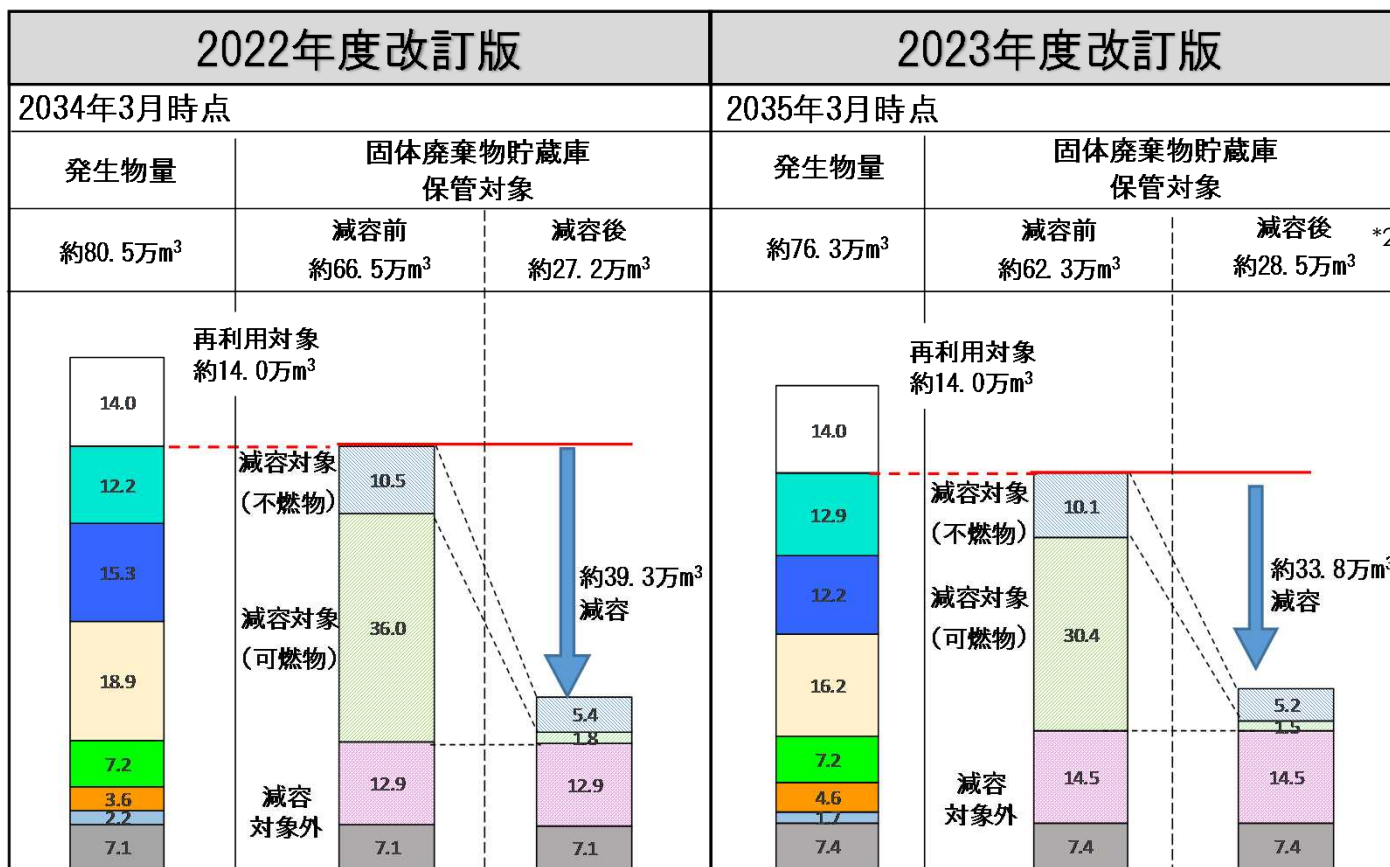 2022年度改訂版
2034年3月時点
発生物量
固体廃棄物貯蔵庫
保管対象
約80.5万m³
減容前
約66.5万m³
減容後
約27.2万m³
再利用対象
約14.0万m³
14.0
12.2
15.3
18.9
7.2
3.6
2.2
7.1
減容対象
(不燃物)
減容対象
(可燃物)
減容
対象外
10.5
36.0
12.9
7.1
約39.3万m³
減容
5.4
1.8
12.9
7.1
2023年度改訂版
2035年3月時点
発生物量
固体廃棄物貯蔵庫
保管対象
約76.3万m³
減容前
約62.3万m³
減容後
約28.5万m³
*2
再利用対象
約14.0万m³
14.0
12.9
12.2
16.2
7.2
4.6
1.7
7.4
減容対象
(不燃物)
減容対象
(可燃物)
減容
対象外
10.1
30.4
14.5
7.4
約33.8万m³
減容
5.2
1.5
14.5
7.4